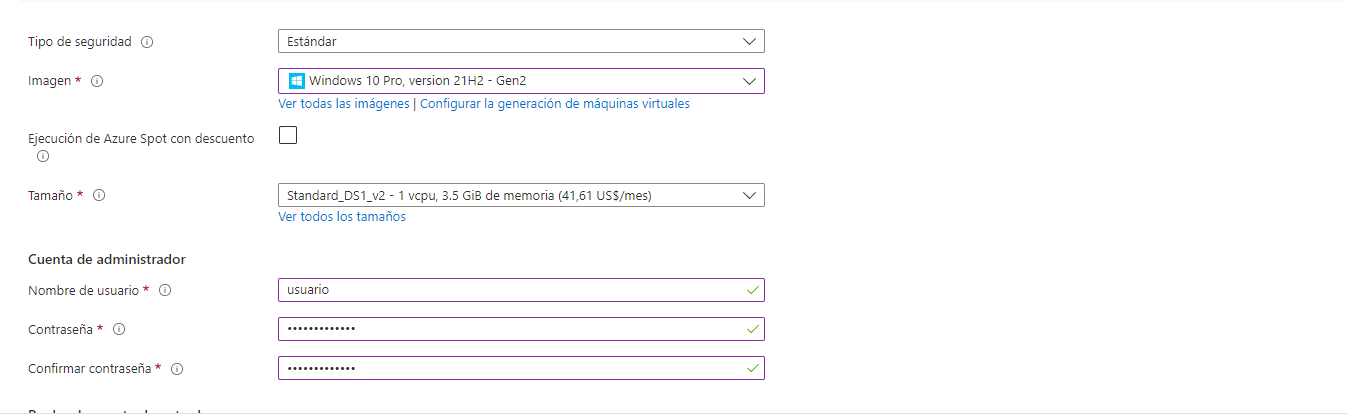 Tipo de seguridad
Estándar
Imagen *
Windows 10 Pro, version 21H2 - Gen2
Ver todas las imágenes | Configurar la generación de máquinas virtuales
Ejecución de Azure Spot con descuento
Tamaño *
Standard_DS1_v2 - 1 vcpu, 3.5 GiB de memoria (41,61 US$/mes)
Ver todos los tamaños
Cuenta de administrador
Nombre de usuario *
usuario
Contraseña *
•••••••••••••
Confirmar contraseña *
•••••••••••••